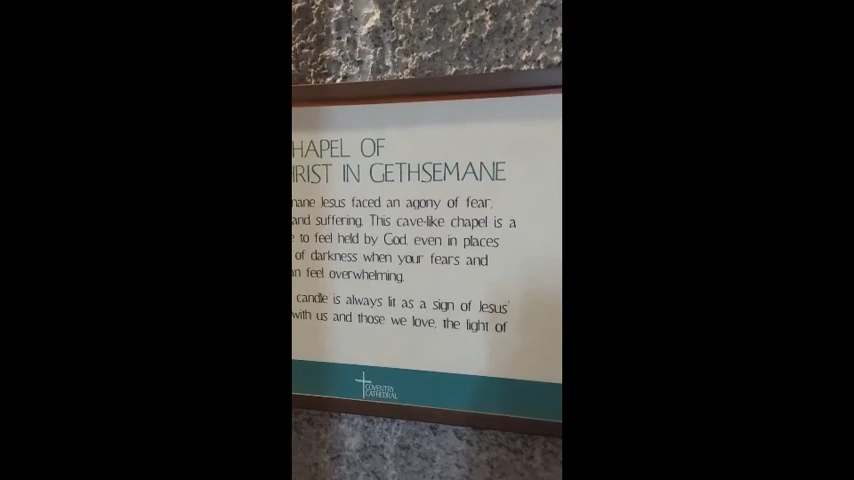 HAPEL OF
HRIST IN GETHSEMANE
mane Jesus faced an agony of fear,
and suffering. This cave-like chapel is a
e to feel held by God, even in places
of darkness when your fears and
an feel overwhelming.
candle is always lit as a sign of Jesus'
with us and those we love, the light of
COVENTRY
CATHEDRAL